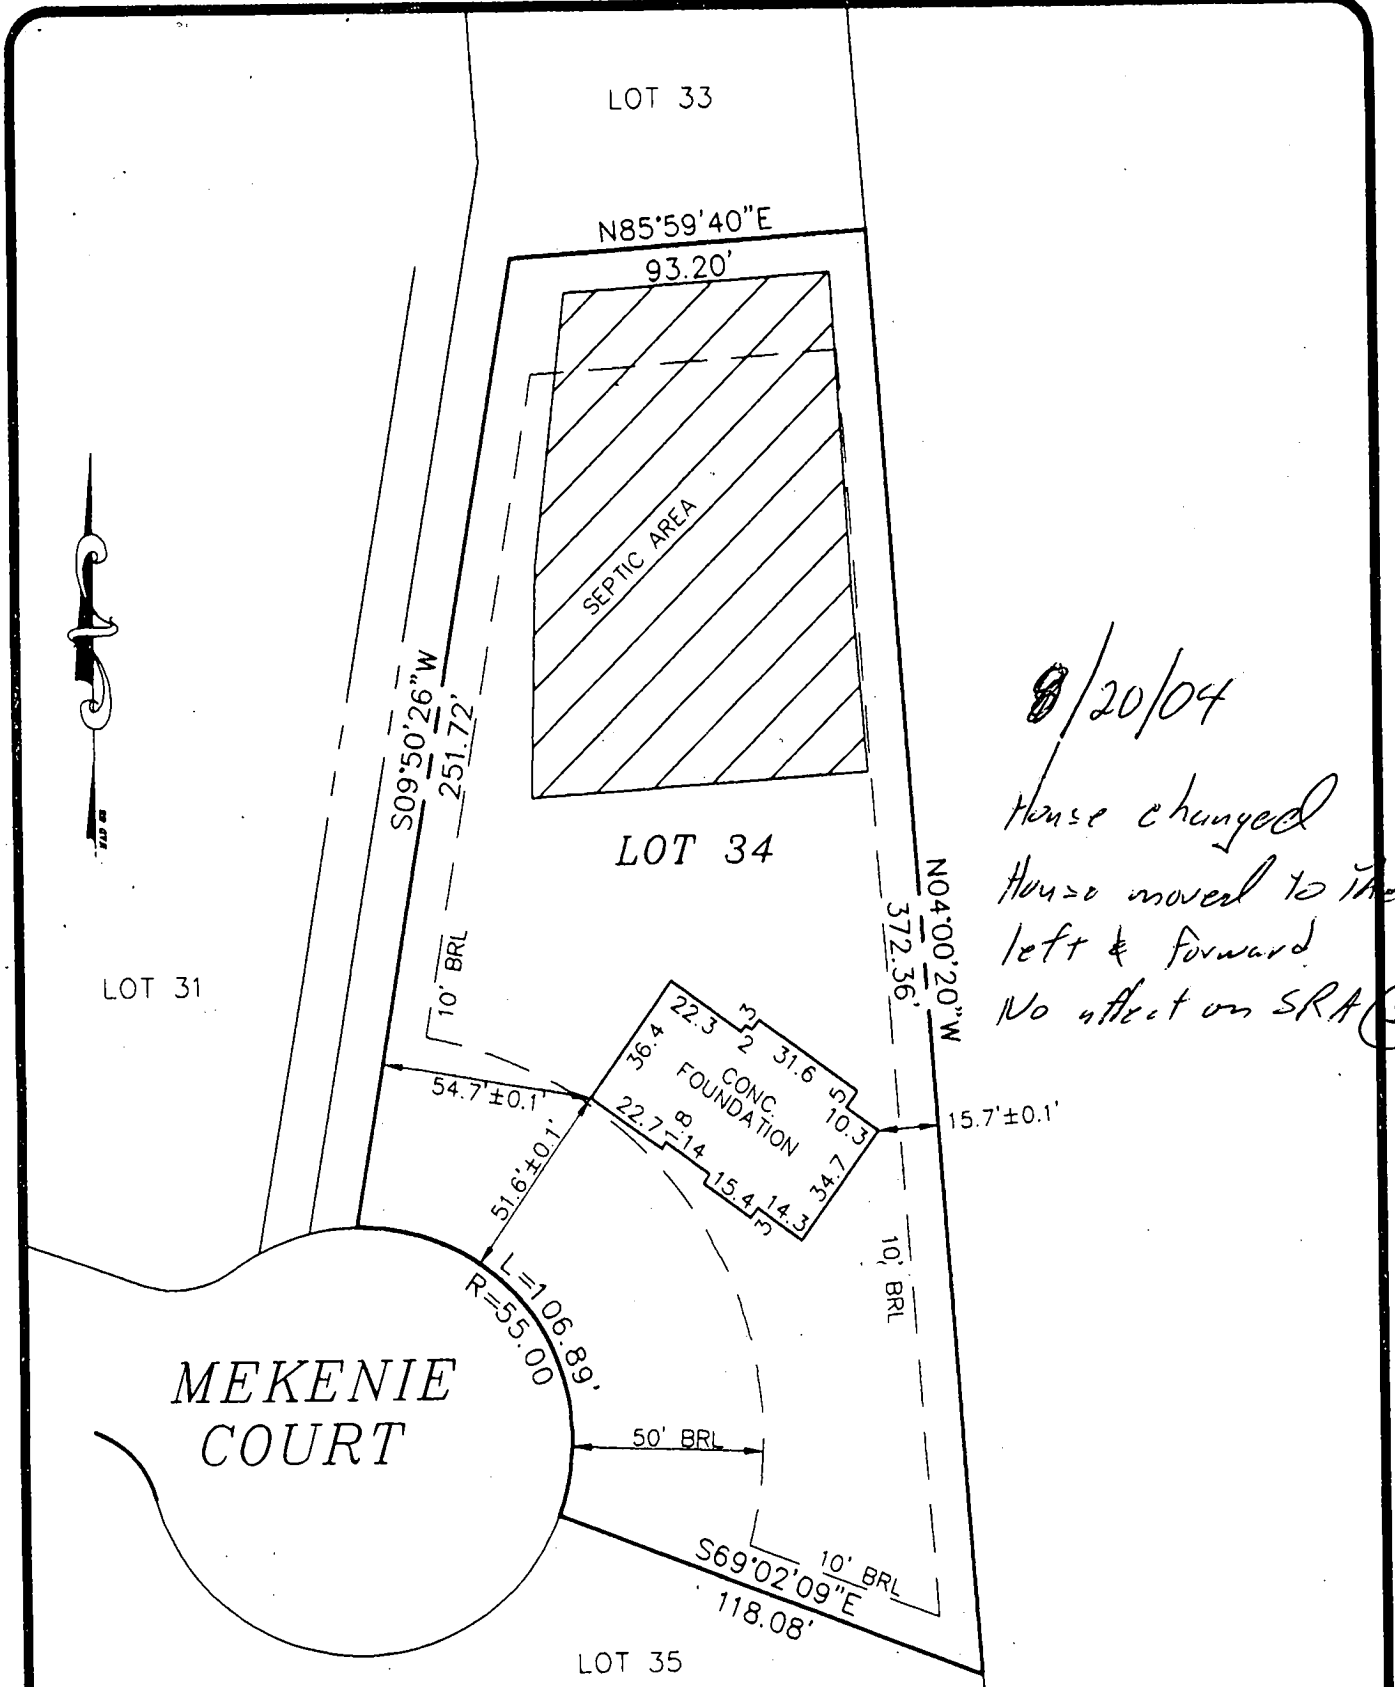 LOT 33
N85°59'40"E
93.20'
SEPTIC AREA
S09°50'26"W
251.72'
8/20/04
House changed
House moved to the
left & forward
No affect on SRA
LOT 34
N04°00'20"W
372.36'
LOT 31
10' BRL
22.3
3
2
31.6
5
10.3
36.4
CONC.
FOUNDATION
54.7'±0.1'
22.7
1.8
14
15.4
3
14.3
34.7
15.7'±0.1'
51.6'±0.1'
10' BRL
L=106.89'
R=55.00
MEKENIE
COURT
50' BRL
S69°02'09"E
118.08'
10' BRL
LOT 35